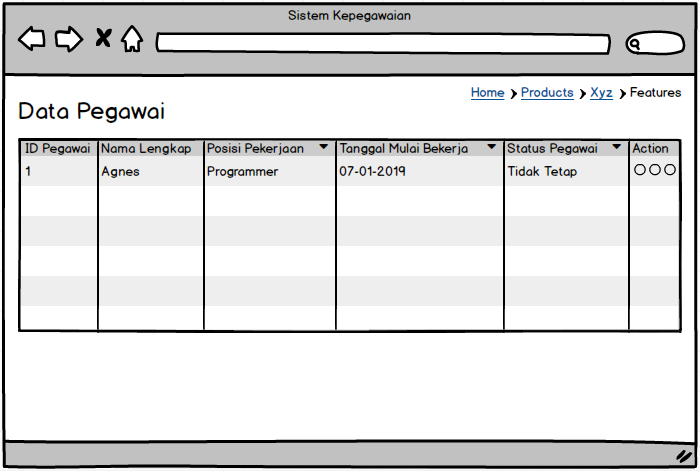 Sistem Kepegawaian
Home Products Xyz Features
Data Pegawai
ID Pegawai Nama Lengkap Posisi Pekerjaan Tanggal Mulai Bekerja Status Pegawai Action
1 Agnes Programmer 07-01-2019 Tidak Tetap